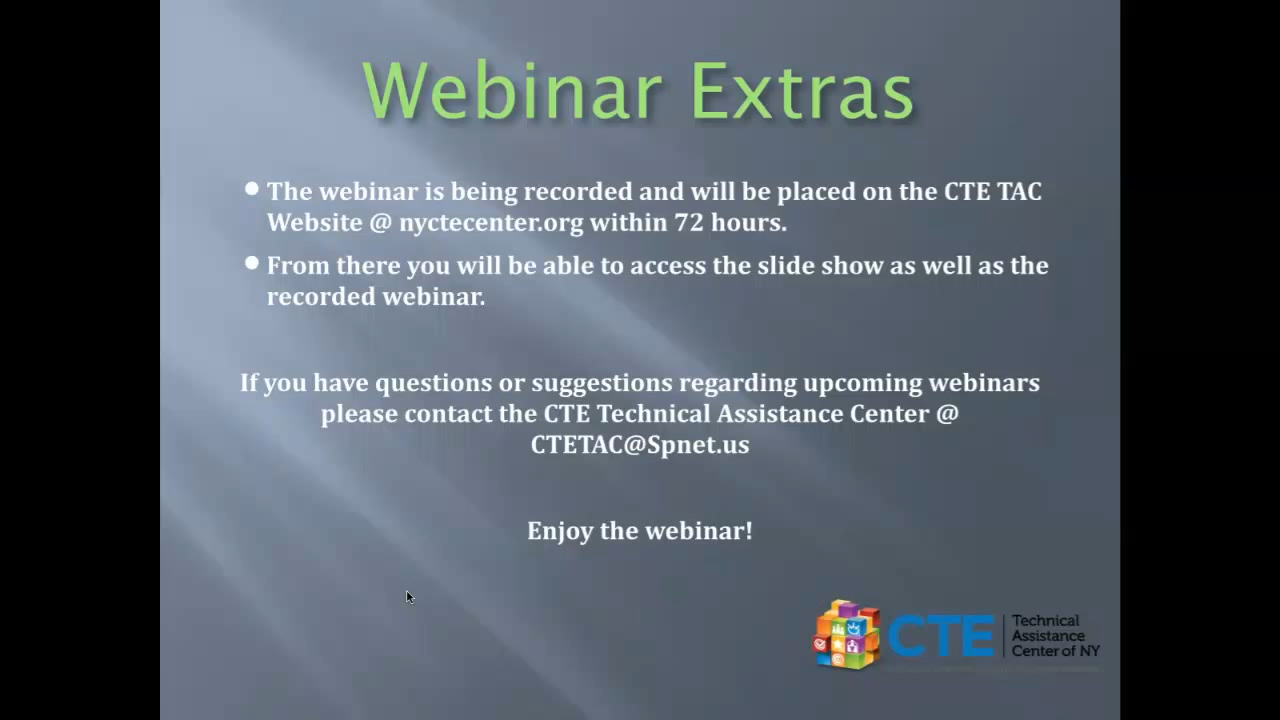 Webinar Extras
• The webinar is being recorded and will be placed on the CTE TAC
Website @ nyctecenter.org within 72 hours.
• From there you will be able to access the slide show as well as the
recorded webinar.
If you have questions or suggestions regarding upcoming webinars
please contact the CTE Technical Assistance Center @
CTETAC@Spnet.us
Enjoy the webinar!
CTE
Technical
Assistance
Center of NY